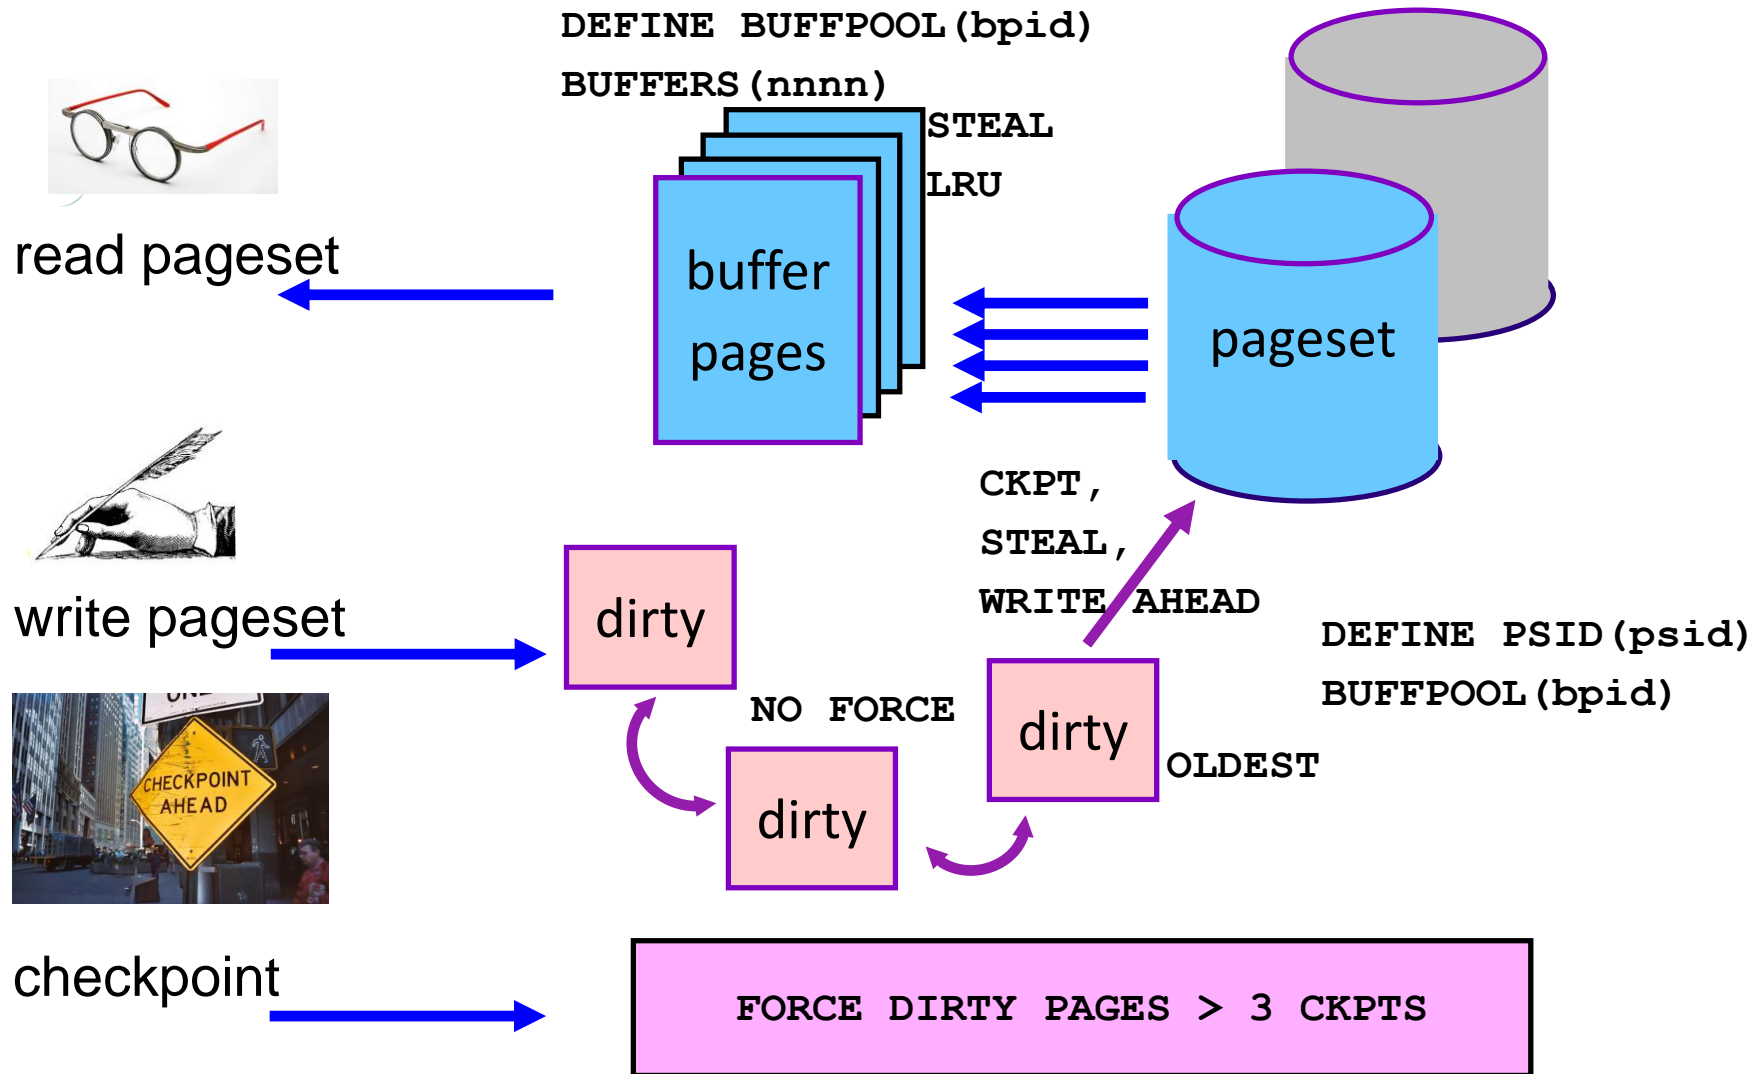 DEFINE BUFFPOOL(bpid)
BUFFERS(nnnn)
STEAL
LRU
read pageset
buffer
pages
pageset
CKPT,
STEAL,
WRITE AHEAD
write pageset
dirty
DEFINE PSID(psid)
BUFFPOOL(bpid)
NO FORCE
dirty
OLDEST
dirty
CHECKPOINT
AHEAD
checkpoint
FORCE DIRTY PAGES > 3 CKPTS